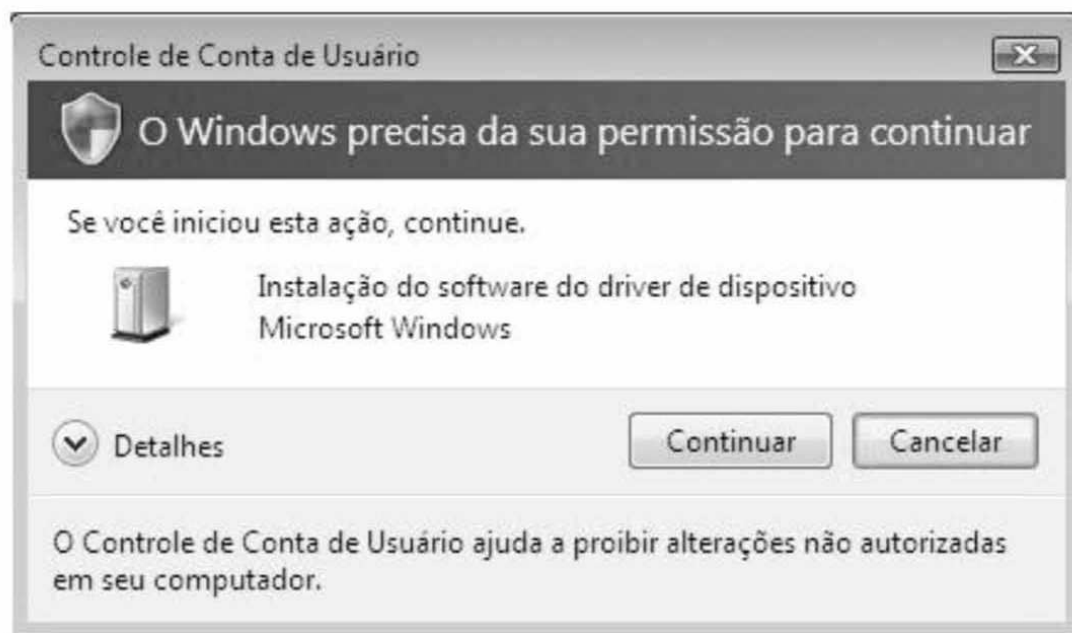 Controle de Conta de Usuário
O Windows precisa da sua permissão para continuar
Se você iniciou esta ação, continue.
Instalação do software do driver de dispositivo
Microsoft Windows
Detalhes
Continuar
Cancelar
O Controle de Conta de Usuário ajuda a proibir alterações não autorizadas
em seu computador.